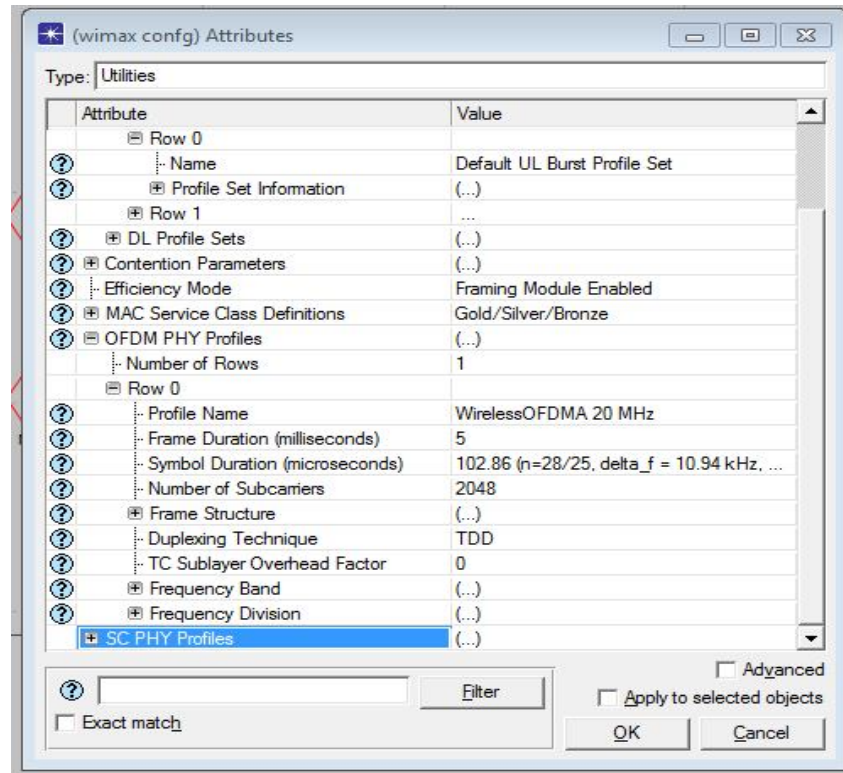 (wimax confg) Attributes
Type: Utilities
Attribute Value
Row 0
Name Default UL Burst Profile Set
Profile Set Information (...)
Row 1 ...
DL Profile Sets (...)
Contention Parameters (...)
Efficiency Mode Framing Module Enabled
MAC Service Class Definitions Gold/Silver/Bronze
OFDM PHY Profiles (...)
Number of Rows 1
Row 0
Profile Name WirelessOFDMA 20 MHz
Frame Duration (milliseconds) 5
Symbol Duration (microseconds) 102.86 (n=28/25, delta_f = 10.94 kHz, ...
Number of Subcarriers 2048
Frame Structure (...)
Duplexing Technique TDD
TC Sublayer Overhead Factor 0
Frequency Band (...)
Frequency Division (...)
SC PHY Profiles (...)
Advanced
Filter Apply to selected objects
Exact match
OK Cancel